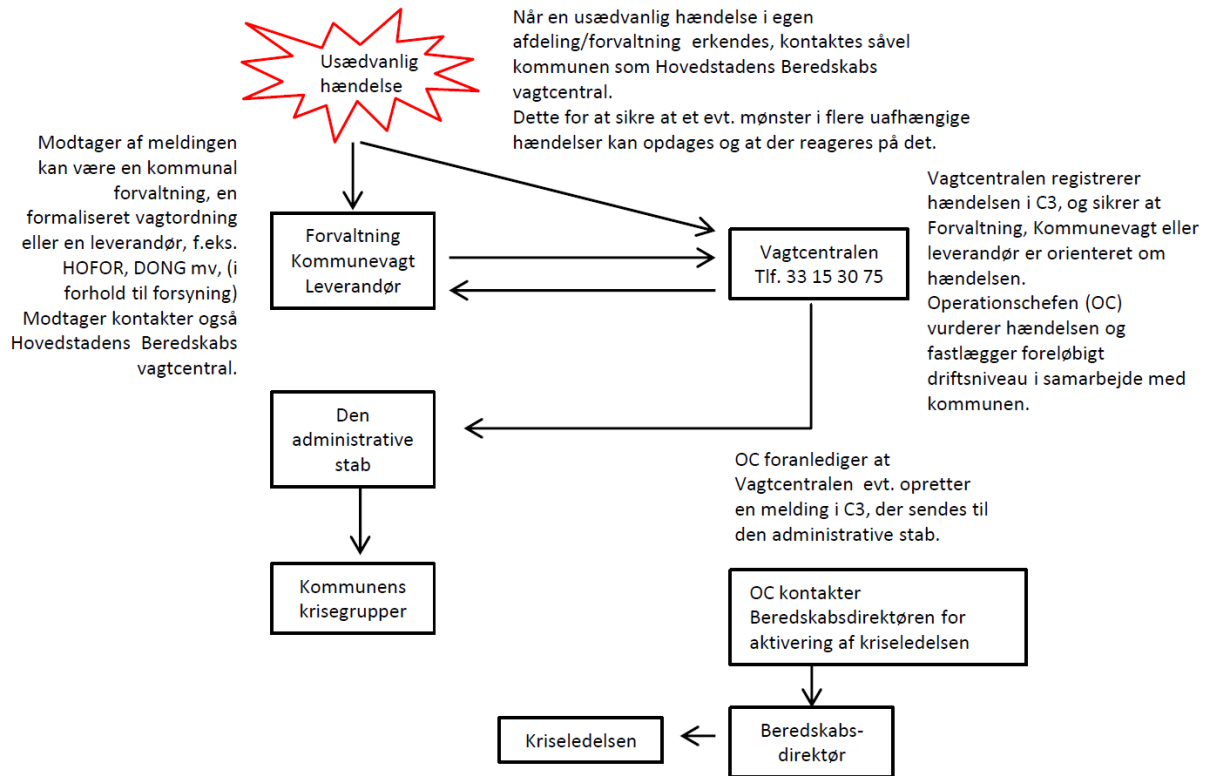 Usædvanlig
hændelse
Når en usædvanlig hændelse i egen
afdeling/forvaltning erkendes, kontaktes såvel
kommunen som Hovedstadens Beredskabs
vagtcentral.
Dette for at sikre at et evt. mønster i flere uafhængige
hændelser kan opdages og at der reageres på det.
Modtager af meldingen
kan være en kommunal
forvaltning, en
formaliseret vagtordning
eller en leverandør, f.eks.
HOFOR, DONG mv, (i
forhold til forsyning)
Modtager kontakter også
Hovedstadens Beredskabs
vagtcentral.
Forvaltning
Kommunevagt
Leverandør
Vagtcentralen
Tlf. 33 15 30 75
Vagtcentralen registrerer
hændelsen i C3, og sikrer at
Forvaltning, Kommunevagt eller
leverandør er orienteret om
hændelsen.
Operationschefen (OC)
vurderer hændelsen og
fastlægger foreløbigt
driftsniveau i samarbejde med
kommunen.
Den
administrative
stab
OC foranlediger at
Vagtcentralen evt. opretter
en melding i C3, der sendes til
den administrative stab.
Kommunens
krisegrupper
OC kontakter
Beredskabsdirektøren for
aktivering af kriseledelsen
Kriseledelsen
Beredskabs-
direktør